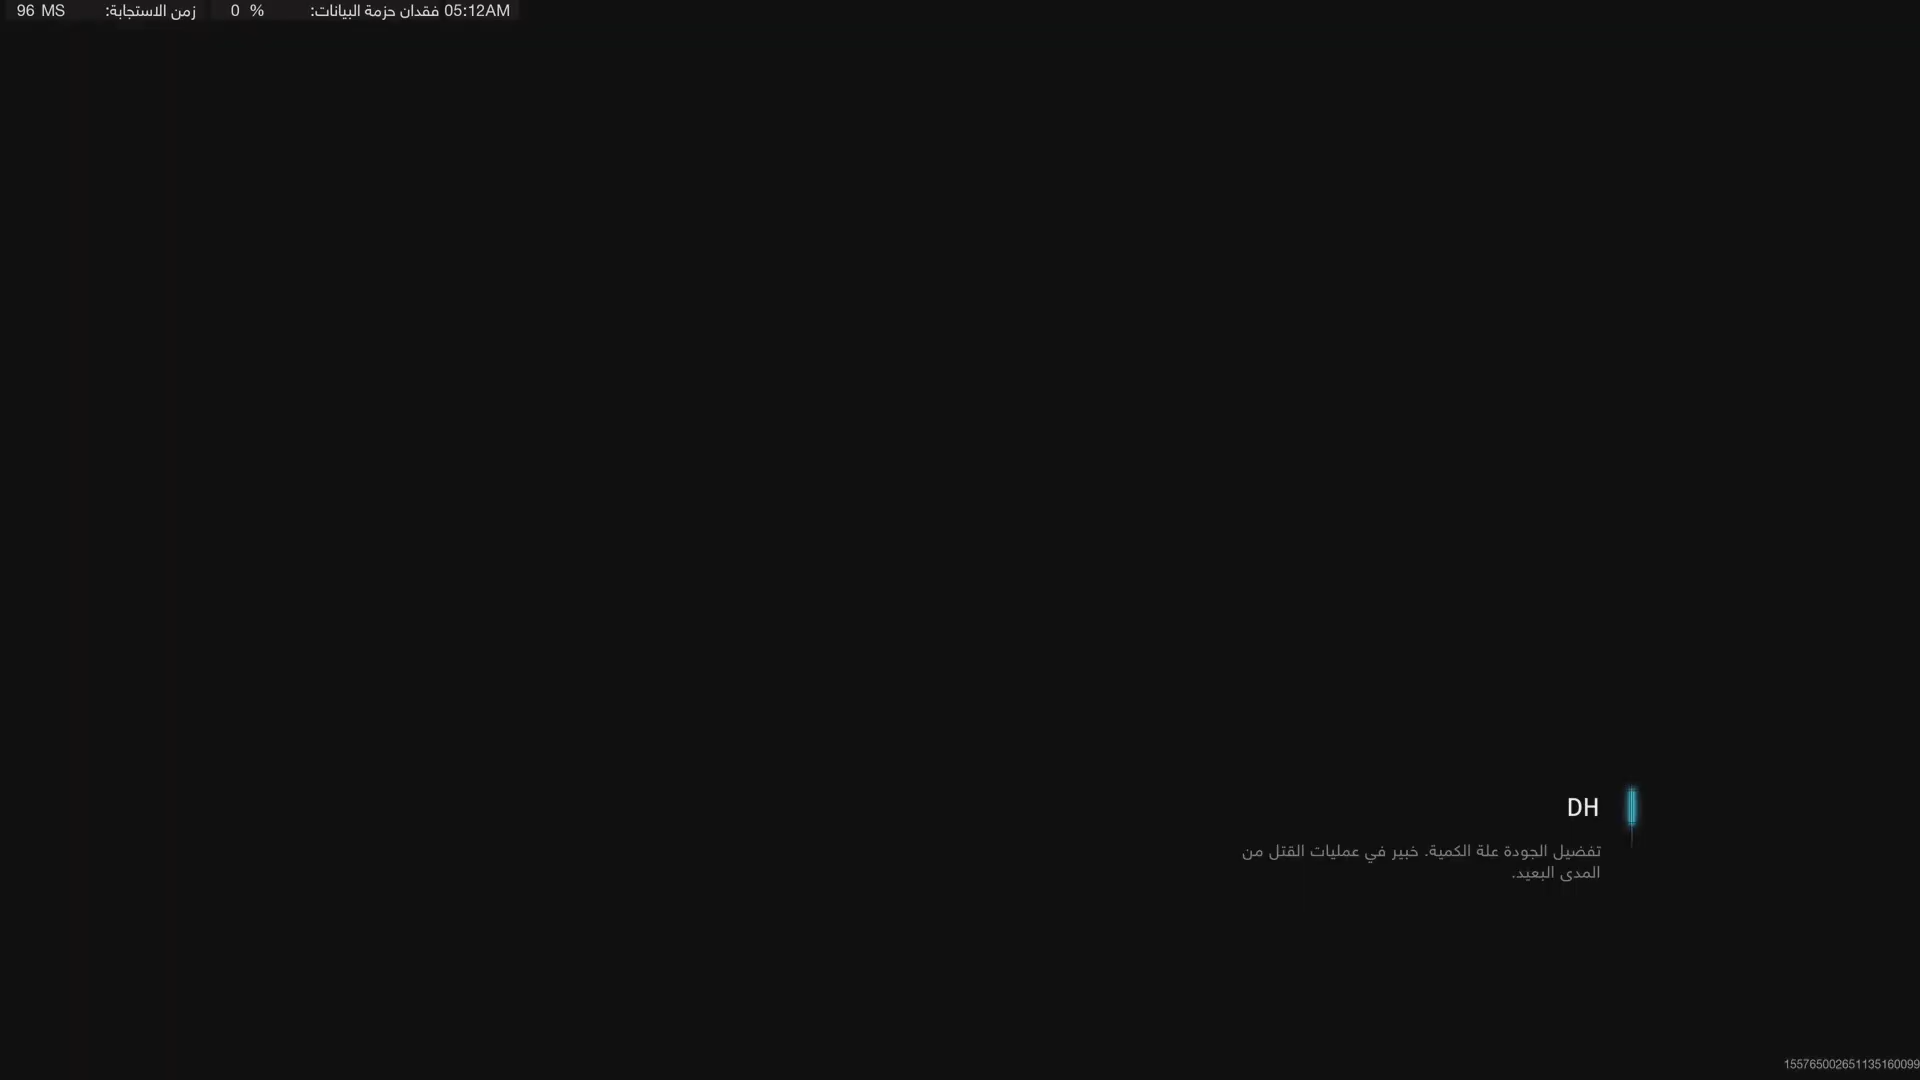 96 MS زمن الاستجابة: 0 % فقدان حزمة البيانات: 05:12AM
DH
تفضيل الجودة علة الكمية. خبير في عمليات القتل من
المدى البعيد.
155765002651135160099